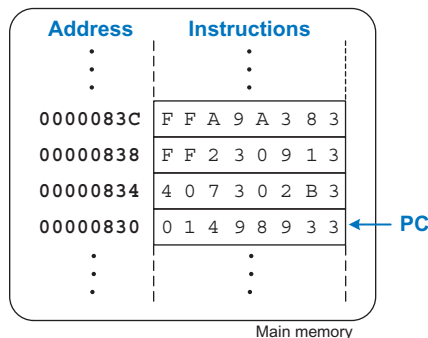 Address Instructions
0000083C F F A 9 A 3 8 3
00000838 F F 2 3 0 9 1 3
00000834 4 0 7 3 0 2 B 3
00000830 0 1 4 9 8 9 3 3 PC
Main memory